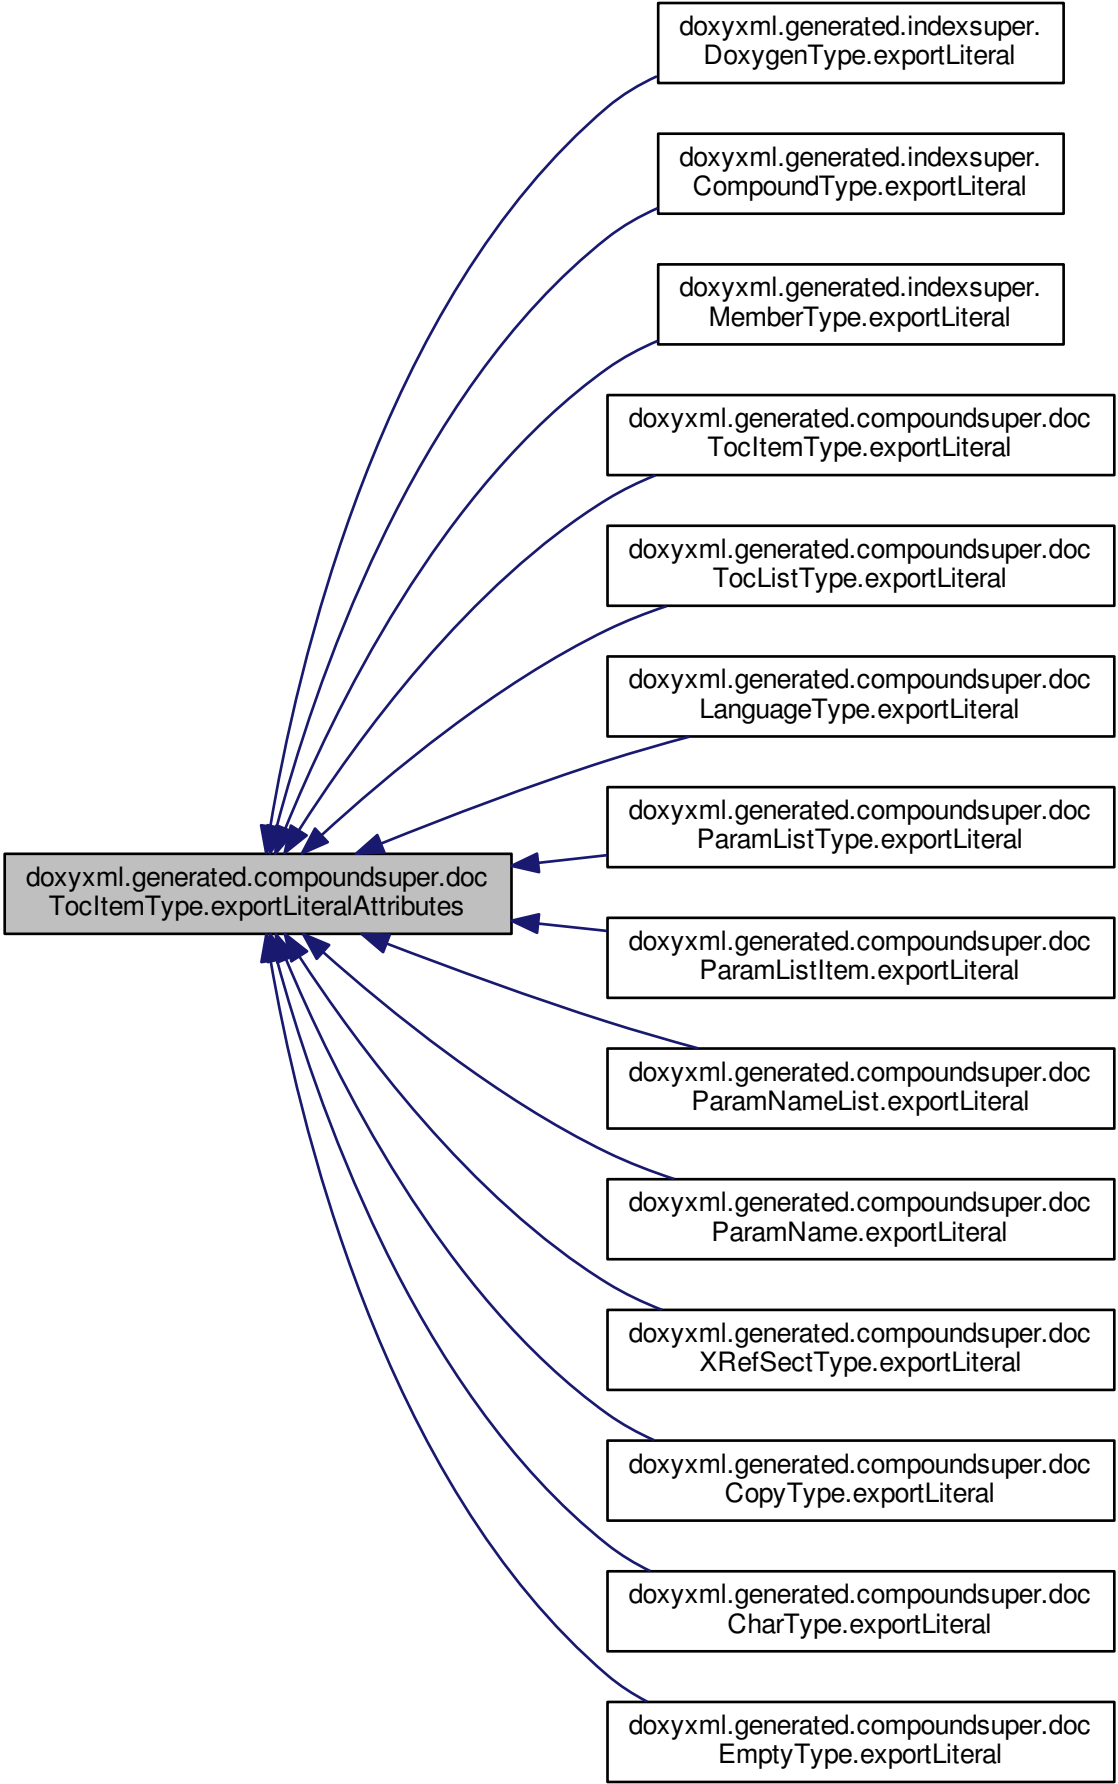 doxyxml.generated.indexsuper.
DoxygenType.exportLiteral
doxyxml.generated.indexsuper.
CompoundType.exportLiteral
doxyxml.generated.indexsuper.
MemberType.exportLiteral
doxyxml.generated.compoundsuper.doc
TocItemType.exportLiteral
doxyxml.generated.compoundsuper.doc
TocListType.exportLiteral
doxyxml.generated.compoundsuper.doc
LanguageType.exportLiteral
doxyxml.generated.compoundsuper.doc
ParamListType.exportLiteral
doxyxml.generated.compoundsuper.doc
TocItemType.exportLiteralAttributes
doxyxml.generated.compoundsuper.doc
ParamListItem.exportLiteral
doxyxml.generated.compoundsuper.doc
ParamNameList.exportLiteral
doxyxml.generated.compoundsuper.doc
ParamName.exportLiteral
doxyxml.generated.compoundsuper.doc
XRefSectType.exportLiteral
doxyxml.generated.compoundsuper.doc
CopyType.exportLiteral
doxyxml.generated.compoundsuper.doc
CharType.exportLiteral
doxyxml.generated.compoundsuper.doc
EmptyType.exportLiteral